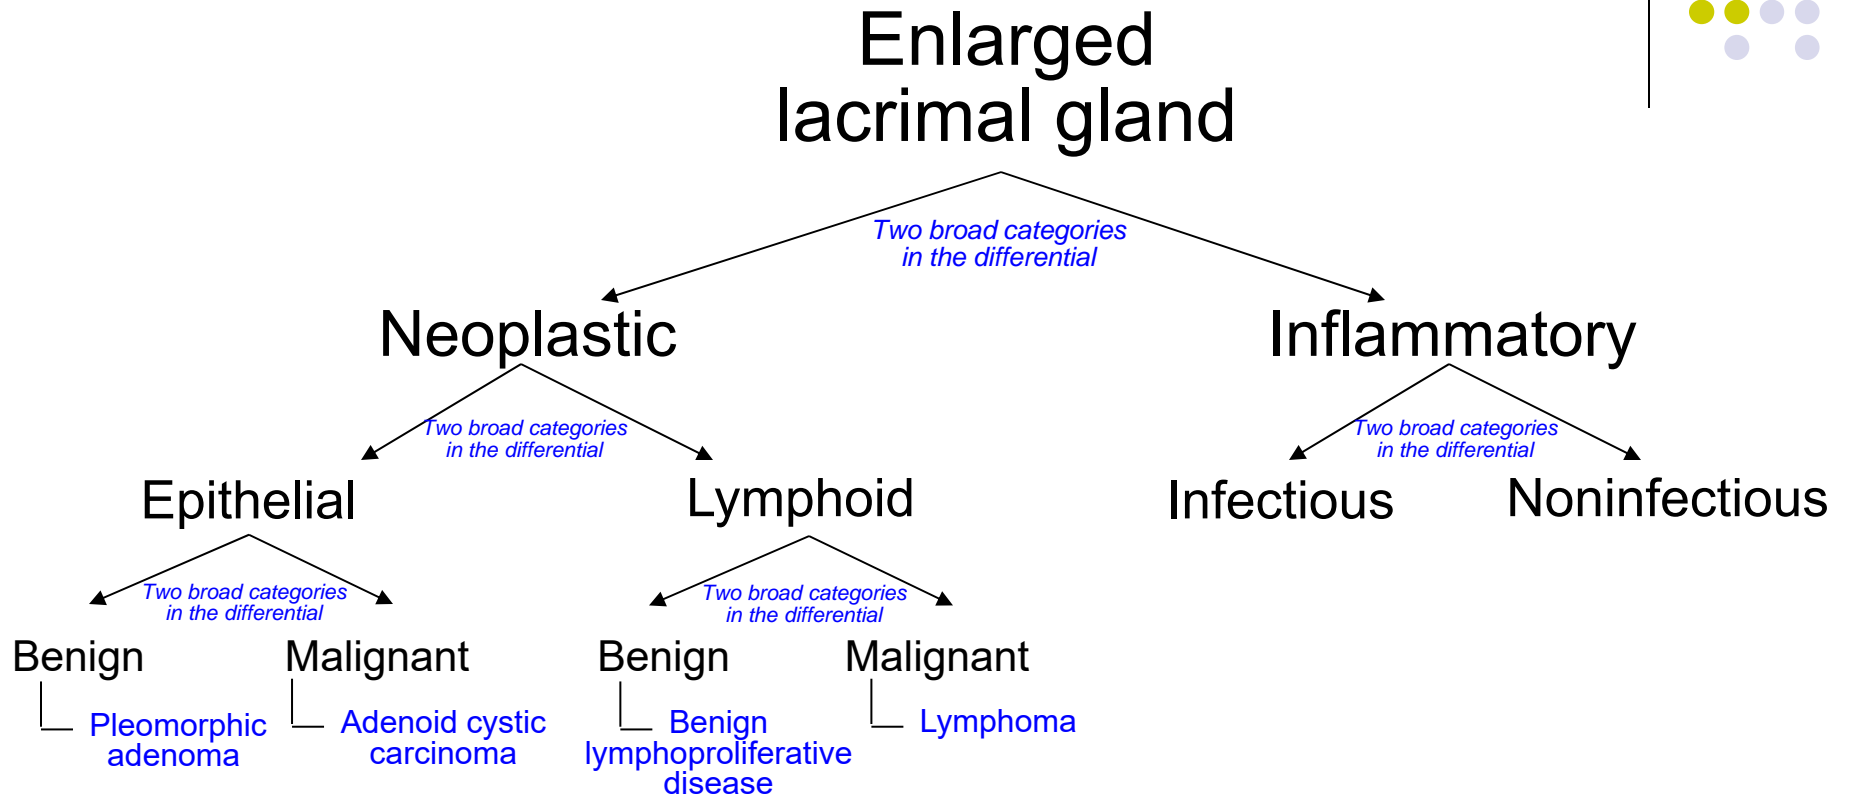 Enlarged
lacrimal gland
Two broad categories
in the differential
Neoplastic
Inflammatory
Two broad categories
in the differential
Two broad categories
in the differential
Epithelial
Lymphoid
Infectious
Noninfectious
Two broad categories
in the differential
Two broad categories
in the differential
Benign
Malignant
Benign
Malignant
Pleomorphic
adenoma
Adenoid cystic
carcinoma
Benign
lymphoproliferative
disease
Lymphoma